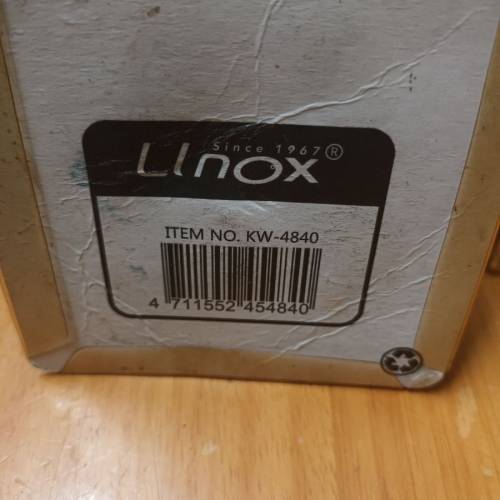 Since 1967®
LInox
ITEM NO. KW-4840
4 711552 454840